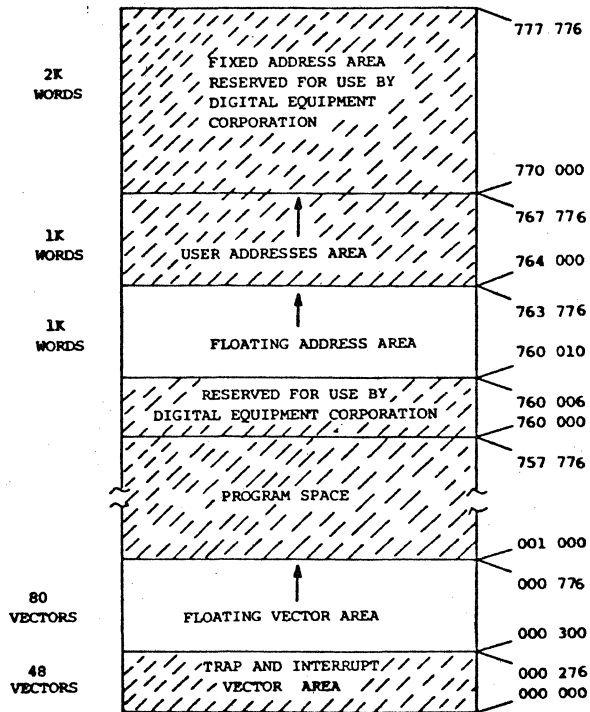 777 776
2K
WORDS
FIXED ADDRESS AREA
RESERVED FOR USE BY
DIGITAL EQUIPMENT
CORPORATION
770 000
767 776
1K
WORDS
USER ADDRESSES AREA
764 000
763 776
1K
WORDS
FLOATING ADDRESS AREA
760 010
RESERVED FOR USE BY
DIGITAL EQUIPMENT CORPORATION
760 006
760 000
757 776
PROGRAM SPACE
001 000
000 776
80
VECTORS
FLOATING VECTOR AREA
000 300
48
VECTORS
TRAP AND INTERRUPT
VECTOR AREA
000 276
000 000